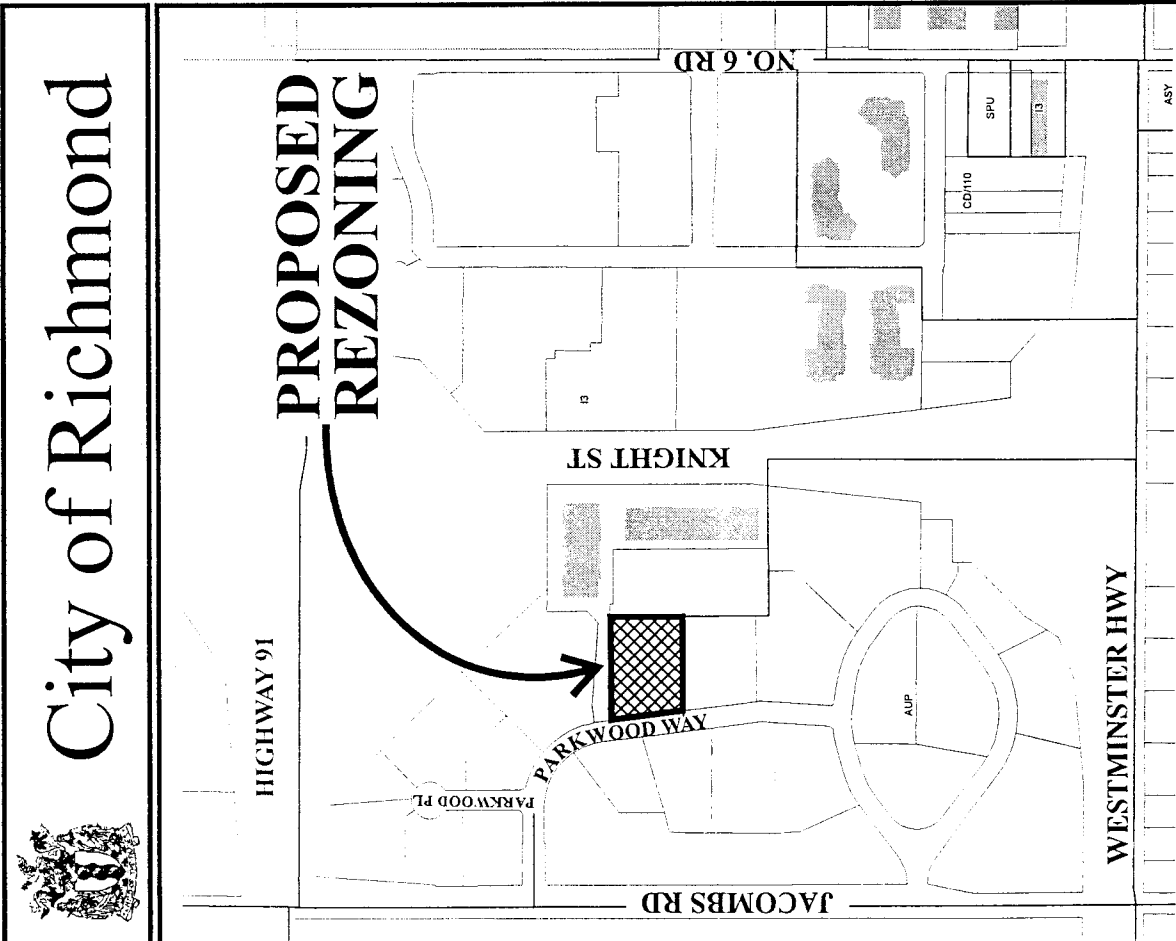 City of Richmond
PROPOSED
REZONING
HIGHWAY 91
PARKWOOD PL
PARKWOOD WAY
JACOMBS RD
KNIGHT ST
NO. 6 RD
WESTMINSTER HWY
I3
AUP
CD/110
SPU
I3
ASY